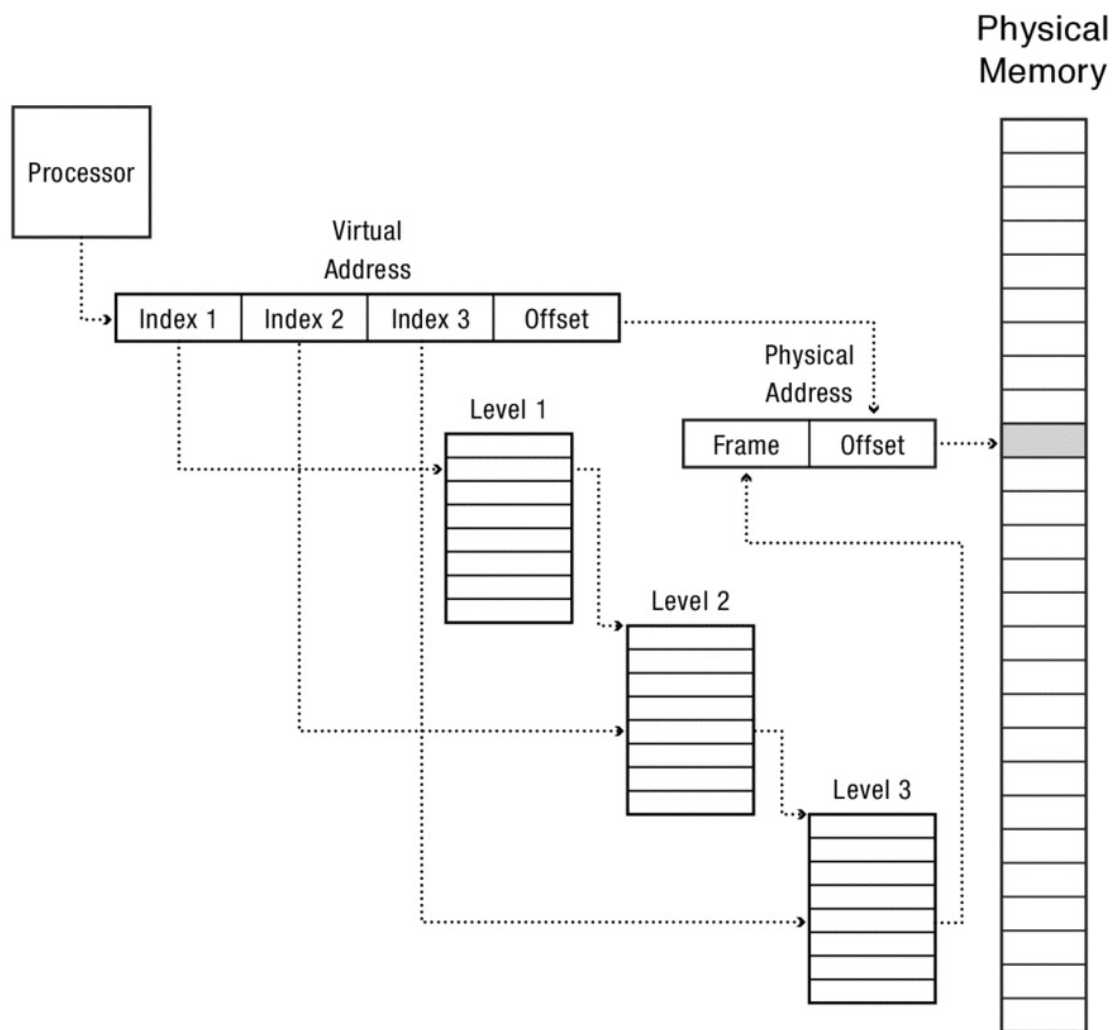 Physical
Memory
Processor
Virtual
Address
Index 1
Index 2
Index 3
Offset
Physical
Address
Level 1
Frame
Offset
Level 2
Level 3